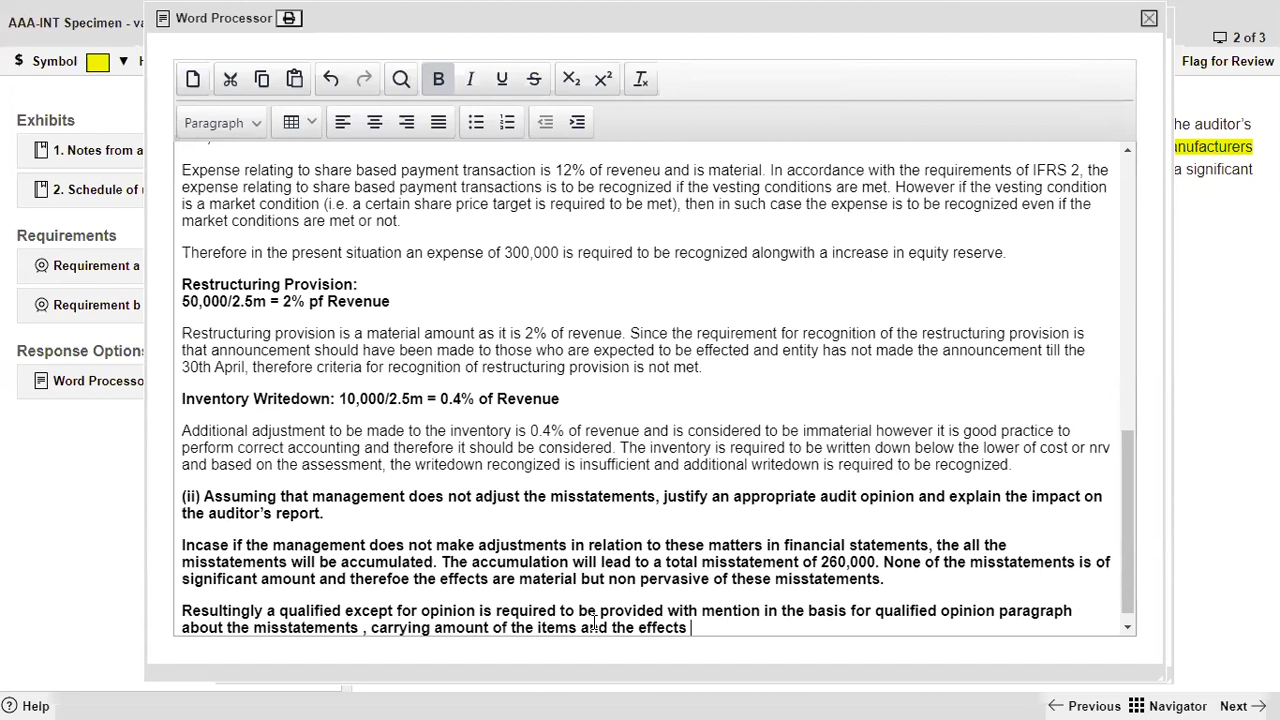 AAA-INT Specimen - va
Word Processor
2 of 3
$ Symbol
Flag for Review
Paragraph
Exhibits
1. Notes from a
2. Schedule of
Requirements
Requirement a
Requirement b
Response Options
Word Processo
he auditor's
anufacturers
a significant
Expense relating to share based payment transaction is 12% of reveneu and is material. In accordance with the requirements of IFRS 2, the
expense relating to share based payment transactions is to be recognized if the vesting conditions are met. However if the vesting condition
is a market condition (i.e. a certain share price target is required to be met), then in such case the expense is to be recognized even if the
market conditions are met or not.
Therefore in the present situation an expense of 300,000 is required to be recognized alongwith a increase in equity reserve.
Restructuring Provision:
50,000/2.5m = 2% pf Revenue
Restructuring provision is a material amount as it is 2% of revenue. Since the requirement for recognition of the restructuring provision is
that announcement should have been made to those who are expected to be effected and entity has not made the announcement till the
30th April, therefore criteria for recognition of restructuring provision is not met.
Inventory Writedown: 10,000/2.5m = 0.4% of Revenue
Additional adjustment to be made to the inventory is 0.4% of revenue and is considered to be immaterial however it is good practice to
perform correct accounting and therefore it should be considered. The inventory is required to be written down below the lower of cost or nrv
and based on the assessment, the writedown recongized is insufficient and additional writedown is required to be recognized.
(ii) Assuming that management does not adjust the misstatements, justify an appropriate audit opinion and explain the impact on
the auditor's report.
Incase if the management does not make adjustments in relation to these matters in financial statements, the all the
misstatements will be accumulated. The accumulation will lead to a total misstatement of 260,000. None of the misstatements is of
significant amount and therefoe the effects are material but non pervasive of these misstatements.
Resultingly a qualified except for opinion is required to be provided with mention in the basis for qualified opinion paragraph
about the misstatements , carrying amount of the items and the effects
Help
Previous
Navigator
Next